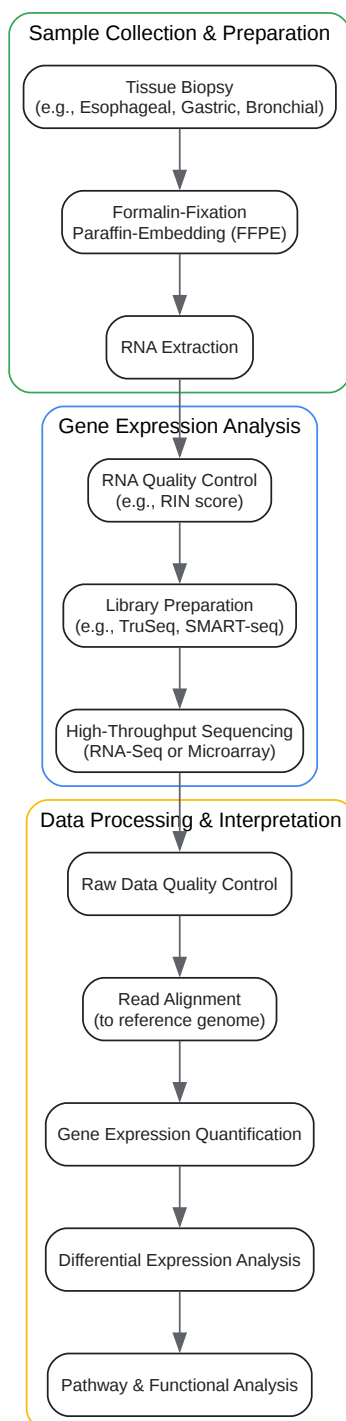 Sample Collection & Preparation
Tissue Biopsy
(e.g., Esophageal, Gastric, Bronchial)
Formalin-Fixation
Paraffin-Embedding (FFPE)
RNA Extraction
Gene Expression Analysis
RNA Quality Control
(e.g., RIN score)
Library Preparation
(e.g., TruSeq, SMART-seq)
High-Throughput Sequencing
(RNA-Seq or Microarray)
Data Processing & Interpretation
Raw Data Quality Control
Read Alignment
(to reference genome)
Gene Expression Quantification
Differential Expression Analysis
Pathway & Functional Analysis